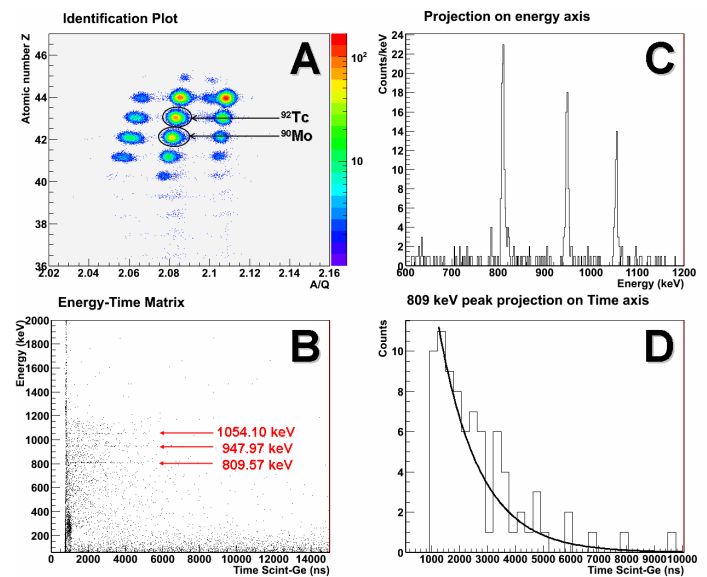 Identification Plot
A
Atomic number Z
46
44
42
40
38
36
2.02 2.04 2.06 2.08 2.1 2.12 2.14 2.16
A/Q
10²
10
⁹²Tc
⁹⁰Mo
Projection on energy axis
C
Counts/keV
24
22
20
18
16
14
12
10
8
6
4
2
0
600 700 800 900 1000 1100 1200
Energy (keV)
Energy-Time Matrix
B
Energy (keV)
2000
1800
1600
1400
1200
1000
800
600
400
200
1054.10 keV
947.97 keV
809.57 keV
0 2000 4000 6000 8000 10000 12000 14000
Time Scint-Ge (ns)
809 keV peak projection on Time axis
D
Counts
10
8
6
4
2
0
1000 2000 3000 4000 5000 6000 7000 8000 9000 10000
Time Scint-Ge (ns)